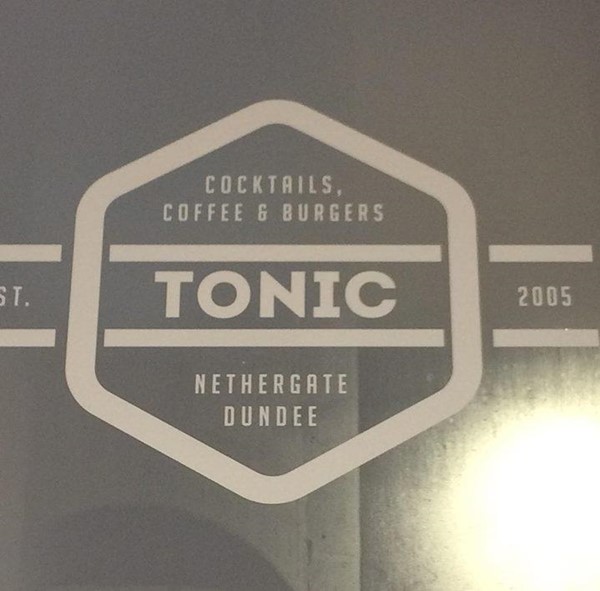 COCKTAILS,
COFFEE & BURGERS
ST. TONIC 2005
NETHERGATE
DUNDEE